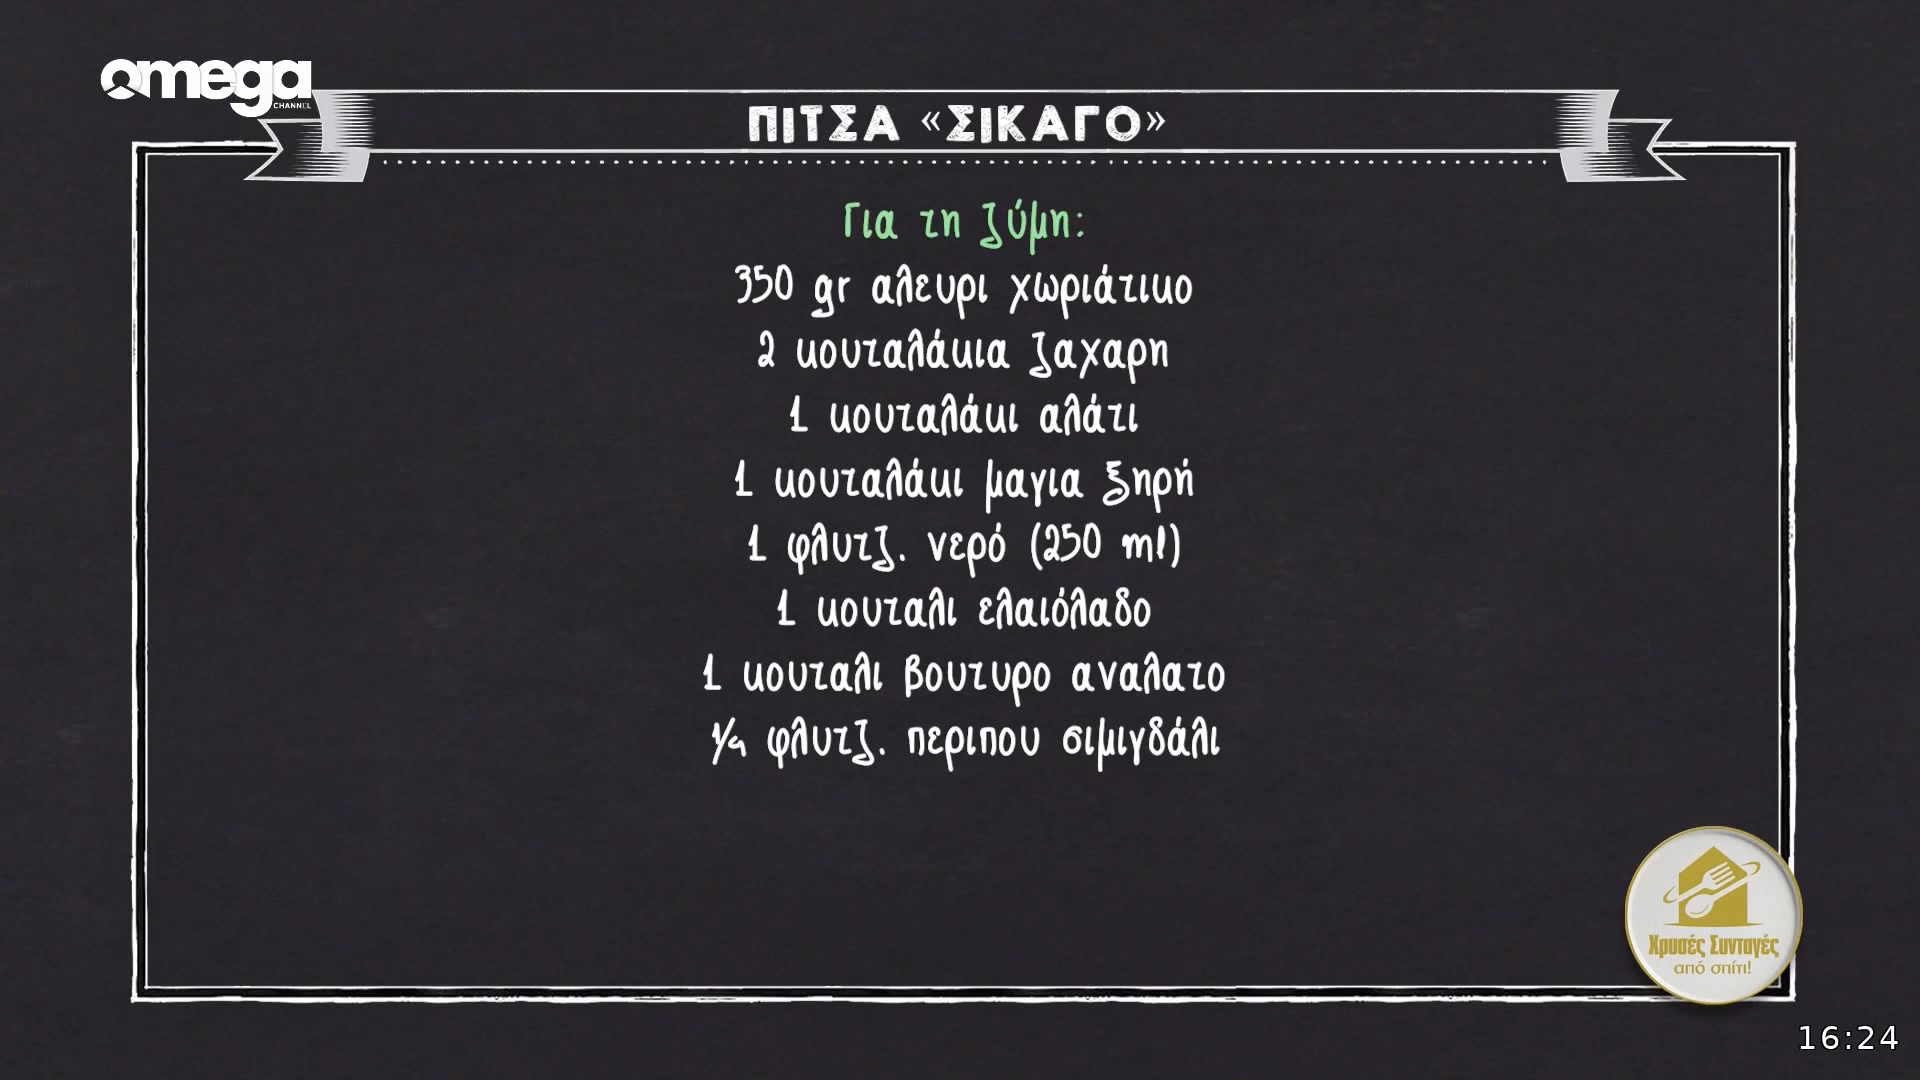 omega
CHANNEL
ΠΙΤΣΑ «ΣΙΚΑΓΟ»
Για τη ζύμη:
350 gr αλευρι χωριάτικο
2 κουταλάκια ζαχαρη
1 κουταλάκι αλάτι
1 κουταλάκι μαγια ξηρή
1 φλυτζ. νερό (250 ml)
1 κουταλι ελαιόλαδο
1 κουταλι βουτυρο αναλατο
¼ φλυτζ. περιπου σιμιγδάλι
Χρυσές Συνταγές
από σπίτι!
16:24